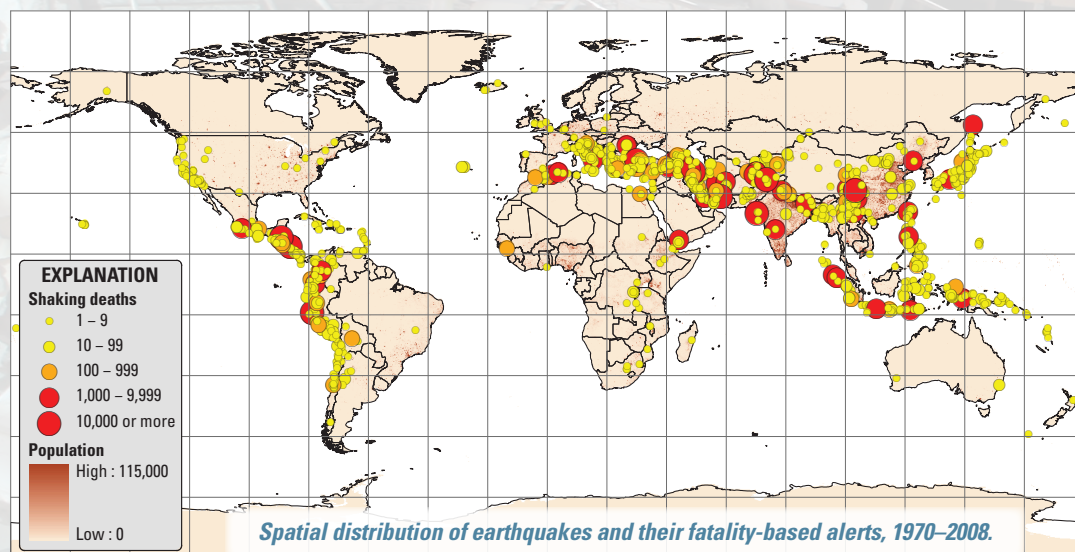 EXPLANATION
Shaking deaths
1 – 9
10 – 99
100 – 999
1,000 – 9,999
10,000 or more
Population
High : 115,000
Low : 0
Spatial distribution of earthquakes and their fatality-based alerts, 1970–2008.